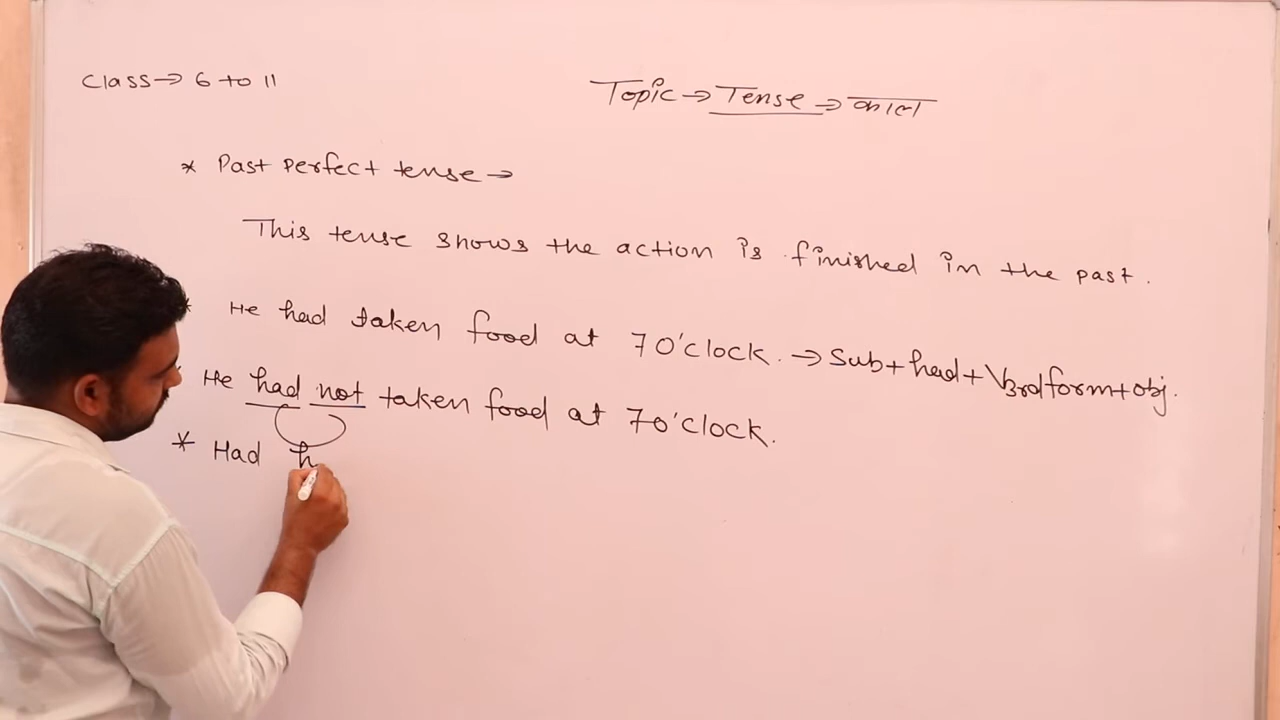 Class→ 6 to 11
Topic → Tense → काल
* Past perfect tense →
This tense shows the action is finished in the past.
He had taken food at 7 O'clock. → Sub + had + V3rd form + obj.
He had not taken food at 7 O'clock.
* Had h